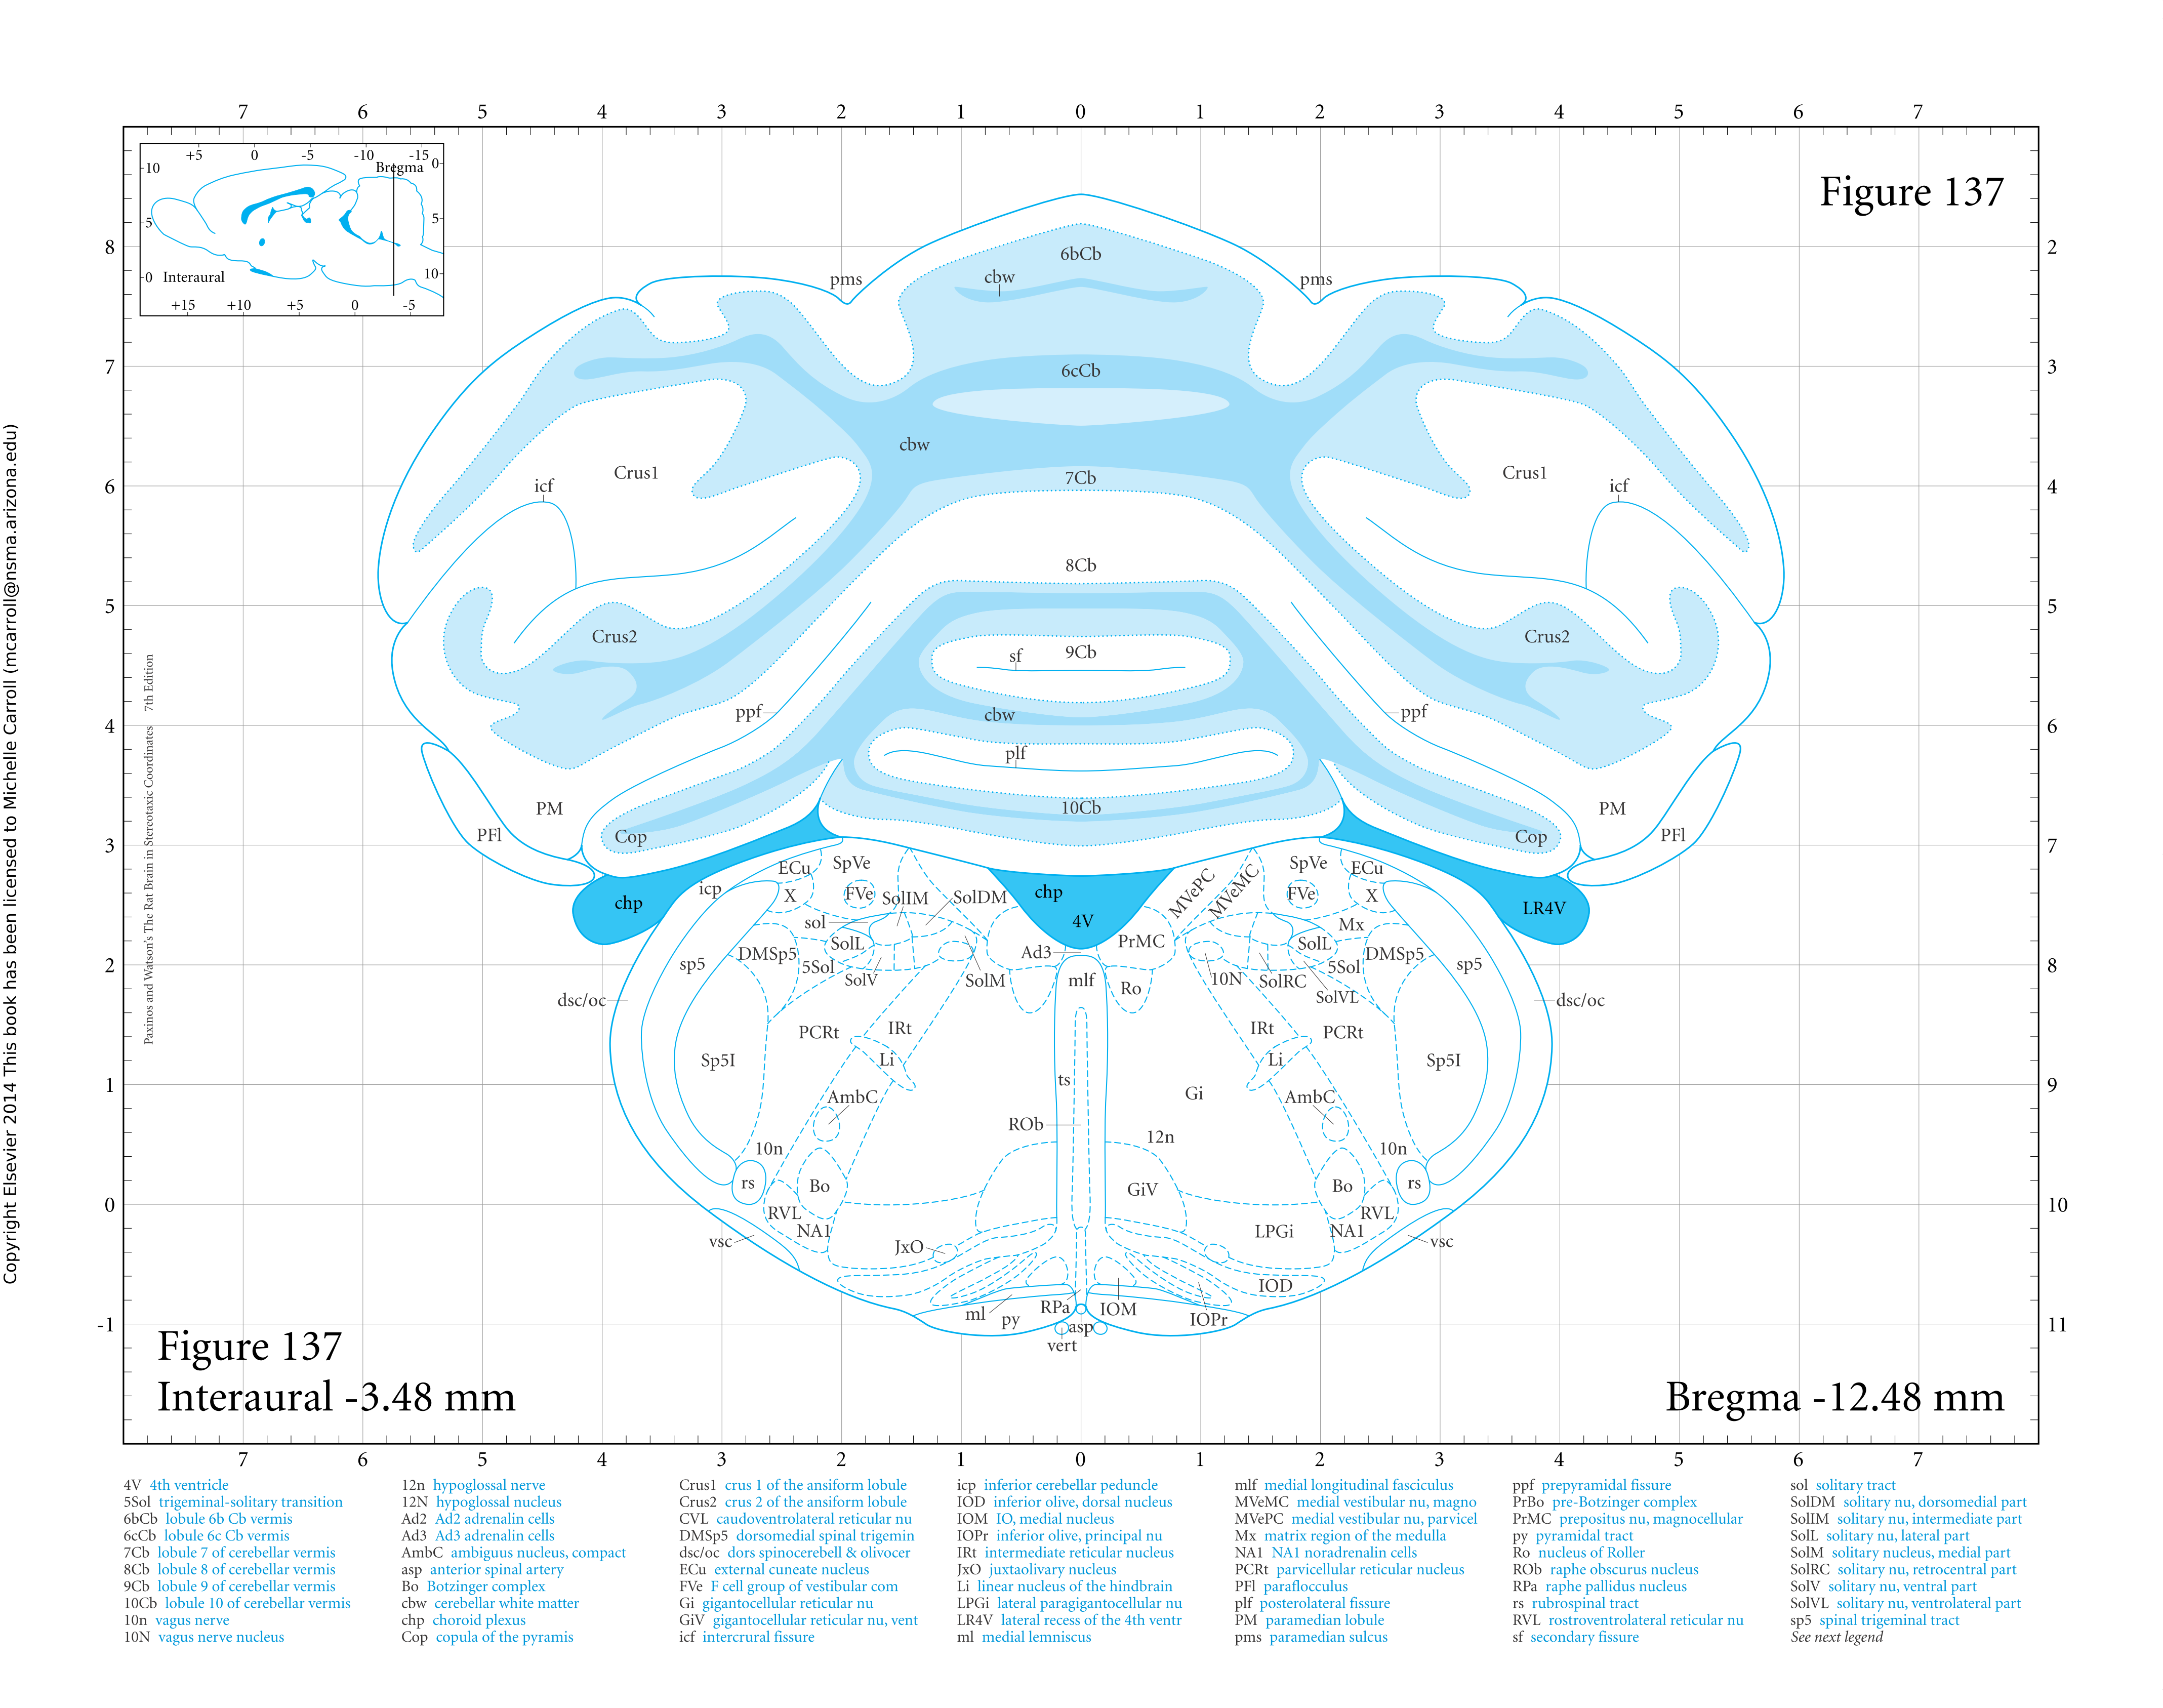 7 6 5 4 3 2 1 0 1 2 3 4 5 6 7
+5 0 -5 -10 -15
Bregma 0
10
5 5
0 Interaural 10
+15 +10 +5 0 -5
Figure 137
8 2
7 3
6 4
5 5
4 6
3 7
2 8
1 9
0 10
-1 11
6bCb
cbw
pms pms
6cCb
cbw
Crus1 7Cb Crus1
icf icf
8Cb
Crus2 Crus2
sf 9Cb
ppf cbw ppf
plf
PM 10Cb PM
PFl Cop Cop PFl
ECu SpVe SpVe ECu
icp X FVe SolIM SolDM chp MVePC MVeMC FVe X
chp sol 4V Mx LR4V
sp5 DMSp5 SolL Ad3 PrMC SolL DMSp5 sp5
5Sol SolV SolM mlf Ro 10N SolRC 5Sol
SolVL
dsc/oc dsc/oc
PCRt IRt IRt PCRt
Sp5I Li Li Sp5I
ts Gi
AmbC AmbC
ROb
10n 12n 10n
rs Bo GiV Bo rs
RVL RVL
NA1 LPGi NA1
vsc JxO vsc
IOD
ml py RPa IOM IOPr
asp
vert
Copyright Elsevier 2014 This book has been licensed to Michelle Carroll (mcarroll@nsma.arizona.edu)
Paxinos and Watson's The Rat Brain in Stereotaxic Coordinates 7th Edition
Figure 137
Interaural -3.48 mm
Bregma -12.48 mm
7 6 5 4 3 2 1 0 1 2 3 4 5 6 7
4V 4th ventricle
5Sol trigeminal-solitary transition
6bCb lobule 6b Cb vermis
6cCb lobule 6c Cb vermis
7Cb lobule 7 of cerebellar vermis
8Cb lobule 8 of cerebellar vermis
9Cb lobule 9 of cerebellar vermis
10Cb lobule 10 of cerebellar vermis
10n vagus nerve
10N vagus nerve nucleus
12n hypoglossal nerve
12N hypoglossal nucleus
Ad2 Ad2 adrenalin cells
Ad3 Ad3 adrenalin cells
AmbC ambiguus nucleus, compact
asp anterior spinal artery
Bo Botzinger complex
cbw cerebellar white matter
chp choroid plexus
Cop copula of the pyramis
Crus1 crus 1 of the ansiform lobule
Crus2 crus 2 of the ansiform lobule
CVL caudoventrolateral reticular nu
DMSp5 dorsomedial spinal trigemin
dsc/oc dors spinocerebell & olivocer
ECu external cuneate nucleus
FVe F cell group of vestibular com
Gi gigantocellular reticular nu
GiV gigantocellular reticular nu, vent
icf intercrural fissure
icp inferior cerebellar peduncle
IOD inferior olive, dorsal nucleus
IOM IO, medial nucleus
IOPr inferior olive, principal nu
IRt intermediate reticular nucleus
JxO juxtaolivary nucleus
Li linear nucleus of the hindbrain
LPGi lateral paragigantocellular nu
LR4V lateral recess of the 4th ventr
ml medial lemniscus
mlf medial longitudinal fasciculus
MVeMC medial vestibular nu, magno
MVePC medial vestibular nu, parvicel
Mx matrix region of the medulla
NA1 NA1 noradrenalin cells
PCRt parvicellular reticular nucleus
PFl paraflocculus
plf posterolateral fissure
PM paramedian lobule
pms paramedian sulcus
ppf prepyramidal fissure
PrBo pre-Botzinger complex
PrMC prepositus nu, magnocellular
py pyramidal tract
Ro nucleus of Roller
ROb raphe obscurus nucleus
RPa raphe pallidus nucleus
rs rubrospinal tract
RVL rostroventrolateral reticular nu
sf secondary fissure
sol solitary tract
SolDM solitary nu, dorsomedial part
SolIM solitary nu, intermediate part
SolL solitary nu, lateral part
SolM solitary nucleus, medial part
SolRC solitary nu, retrocentral part
SolV solitary nu, ventral part
SolVL solitary nu, ventrolateral part
sp5 spinal trigeminal tract
See next legend